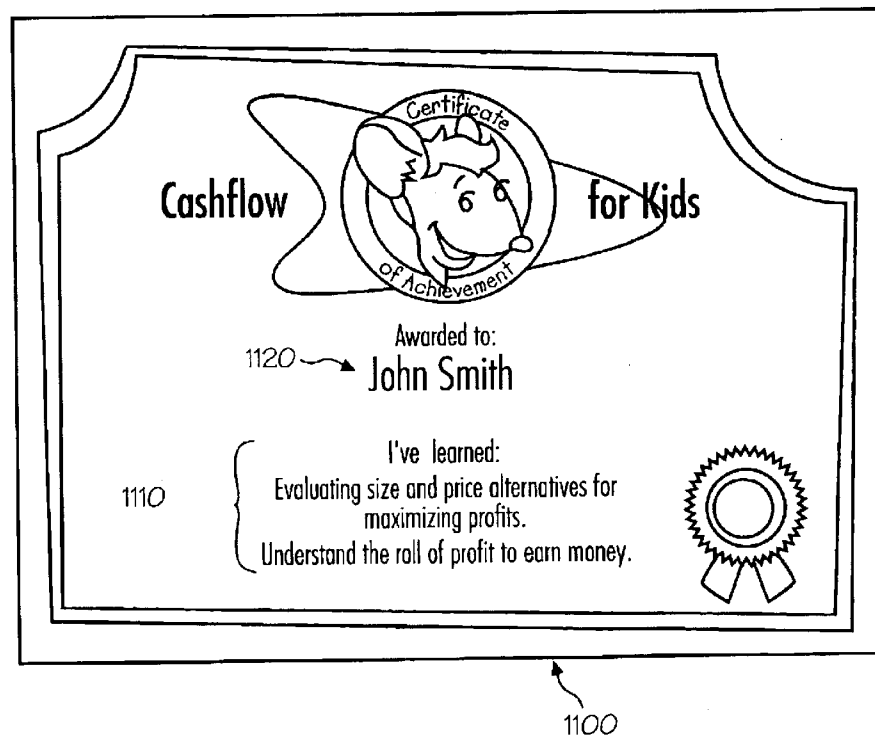 Certificate
Cashflow for Kids
of Achievement
Awarded to:
1120
John Smith
1110
I've learned:
Evaluating size and price alternatives for
maximizing profits.
Understand the roll of profit to earn money.
1100